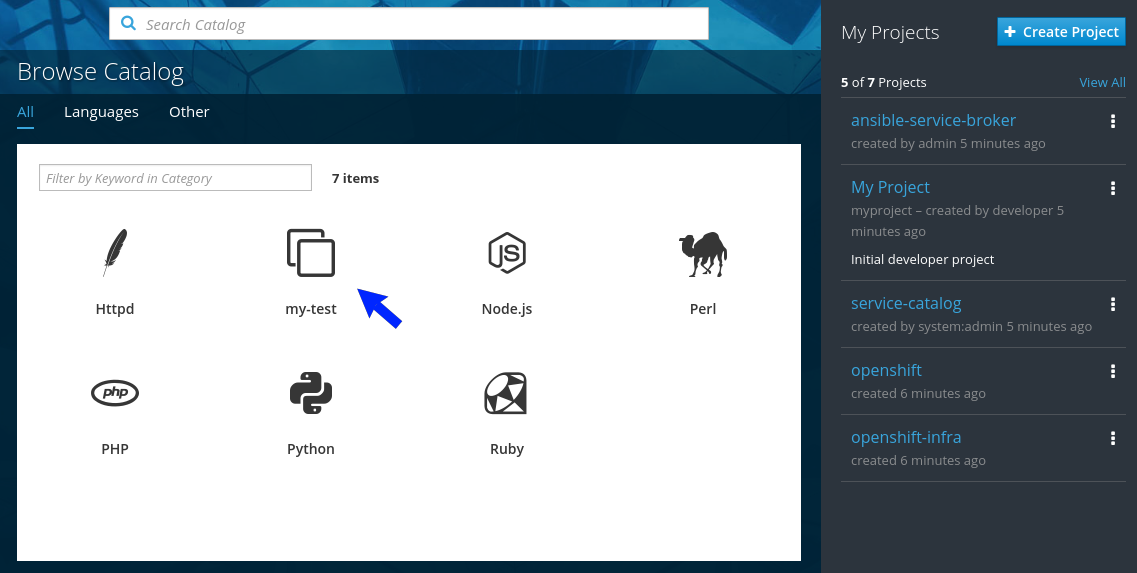 Search Catalog
Browse Catalog
All Languages Other
Filter by Keyword in Category 7 items
Httpd my-test JS Node.js Perl
php PHP Python Ruby
My Projects
Create Project
5 of 7 Projects View All
ansible-service-broker
created by admin 5 minutes ago
My Project
myproject – created by developer 5
minutes ago
Initial developer project
service-catalog
created by system:admin 5 minutes ago
openshift
created 6 minutes ago
openshift-infra
created 6 minutes ago